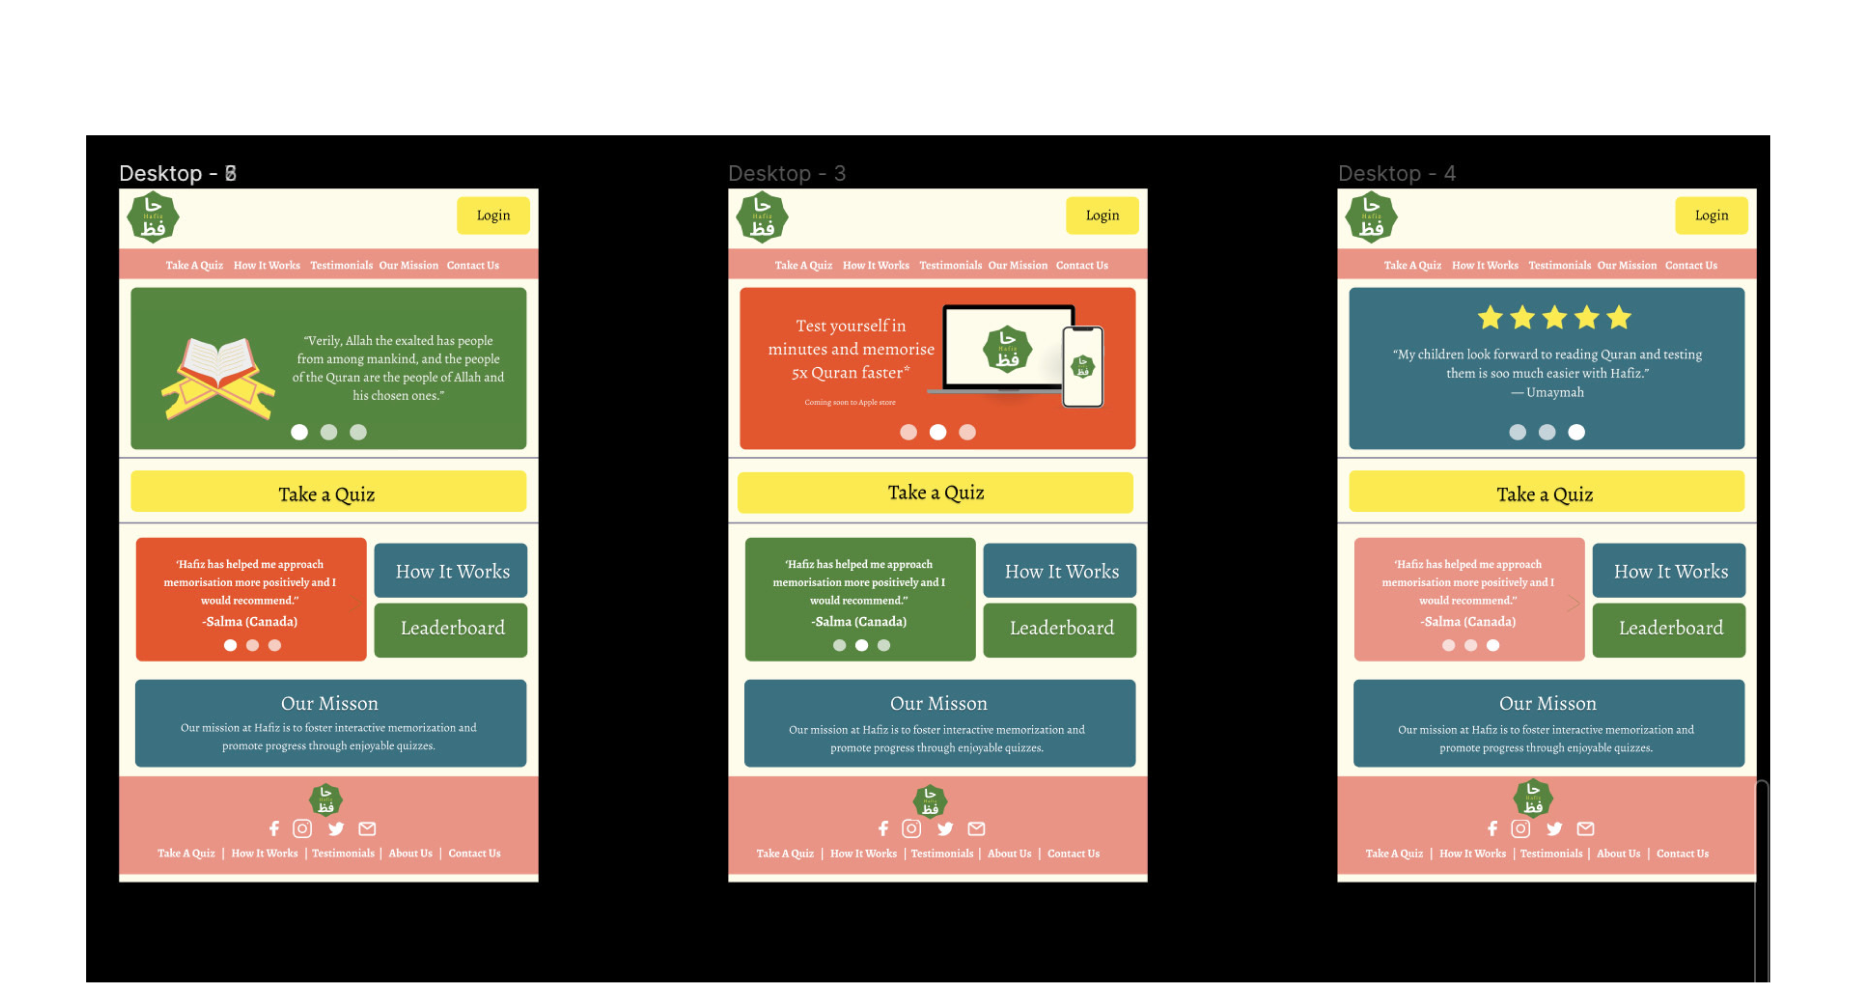 Desktop - 
حا
Hafiz
فظ
Login
Take A Quiz How It Works Testimonials Our Mission Contact Us
“Verily, Allah the exalted has people
from among mankind, and the people
of the Quran are the people of Allah and
his chosen ones.”
Take a Quiz
‘Hafiz has helped me approach
memorisation more positively and I
would recommend.”
-Salma (Canada)
How It Works
Leaderboard
Our Misson
Our mission at Hafiz is to foster interactive memorization and
promote progress through enjoyable quizzes.
حا
Hafiz
فظ
Take A Quiz | How It Works | Testimonials | About Us | Contact Us
Desktop - 3
حا
Hafiz
فظ
Login
Take A Quiz How It Works Testimonials Our Mission Contact Us
Test yourself in
minutes and memorise
5x Quran faster*
Coming soon to Apple store
حا
Hafiz
فظ
حا
فظ
Take a Quiz
‘Hafiz has helped me approach
memorisation more positively and I
would recommend.”
-Salma (Canada)
How It Works
Leaderboard
Our Misson
Our mission at Hafiz is to foster interactive memorization and
promote progress through enjoyable quizzes.
حا
Hafiz
فظ
Take A Quiz | How It Works | Testimonials | About Us | Contact Us
Desktop - 4
حا
Hafiz
فظ
Login
Take A Quiz How It Works Testimonials Our Mission Contact Us
“My children look forward to reading Quran and testing
them is soo much easier with Hafiz.”
— Umaymah
Take a Quiz
‘Hafiz has helped me approach
memorisation more positively and I
would recommend.”
-Salma (Canada)
>
How It Works
Leaderboard
Our Misson
Our mission at Hafiz is to foster interactive memorization and
promote progress through enjoyable quizzes.
حا
Hafiz
فظ
Take A Quiz | How It Works | Testimonials | About Us | Contact Us